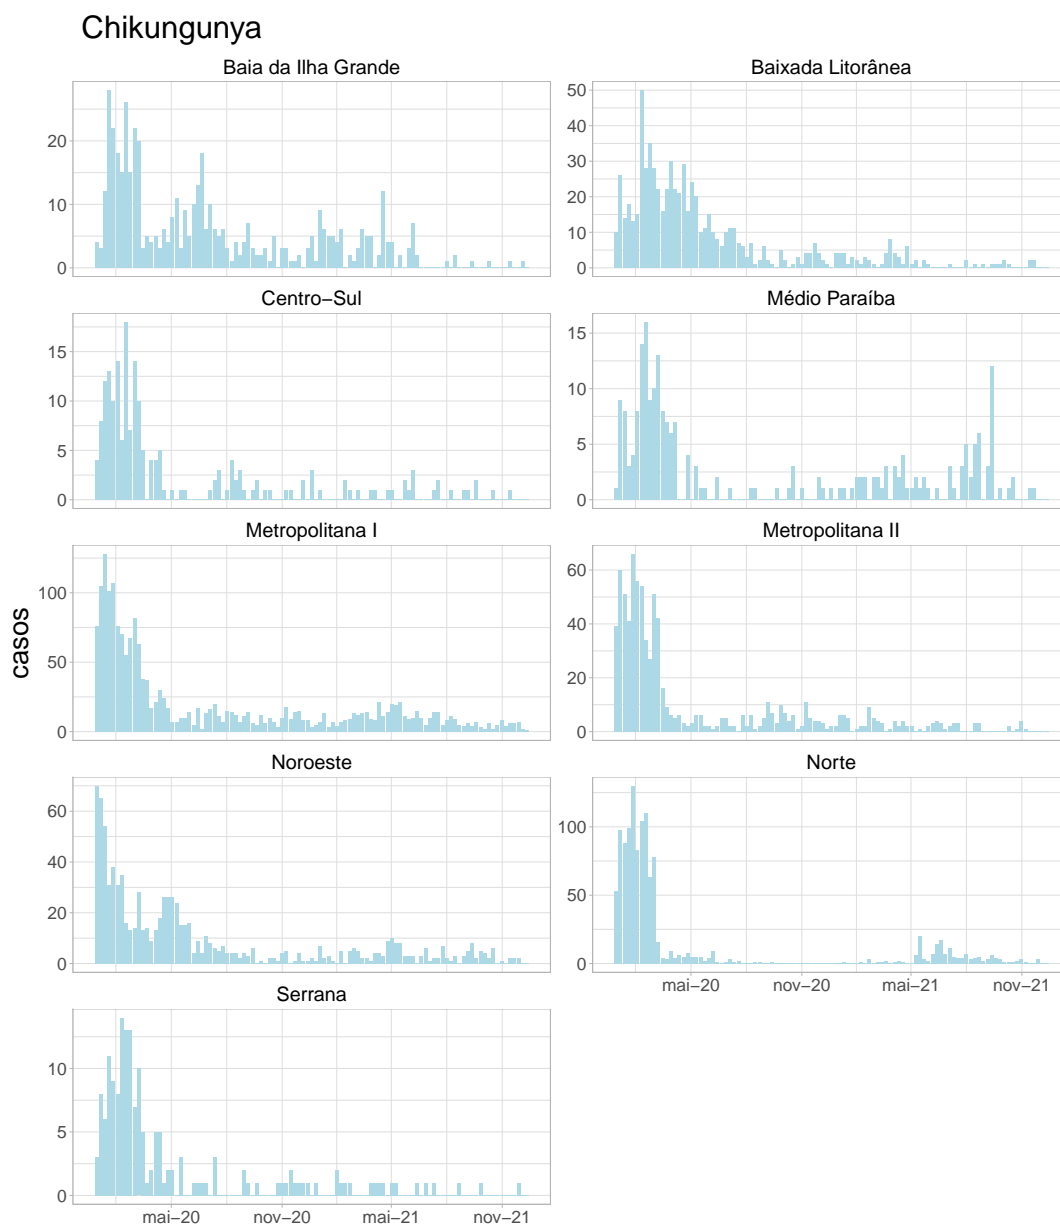 Chikungunya
Baia da Ilha Grande
Baixada Litorânea
20
10
0
50
40
30
20
10
0
Centro−Sul
Médio Paraíba
15
10
5
0
15
10
5
0
Metropolitana I
Metropolitana II
100
50
0
60
40
20
0
casos
Noroeste
Norte
60
40
20
0
100
50
0
mai−20 nov−20 mai−21 nov−21
Serrana
10
5
0
mai−20 nov−20 mai−21 nov−21